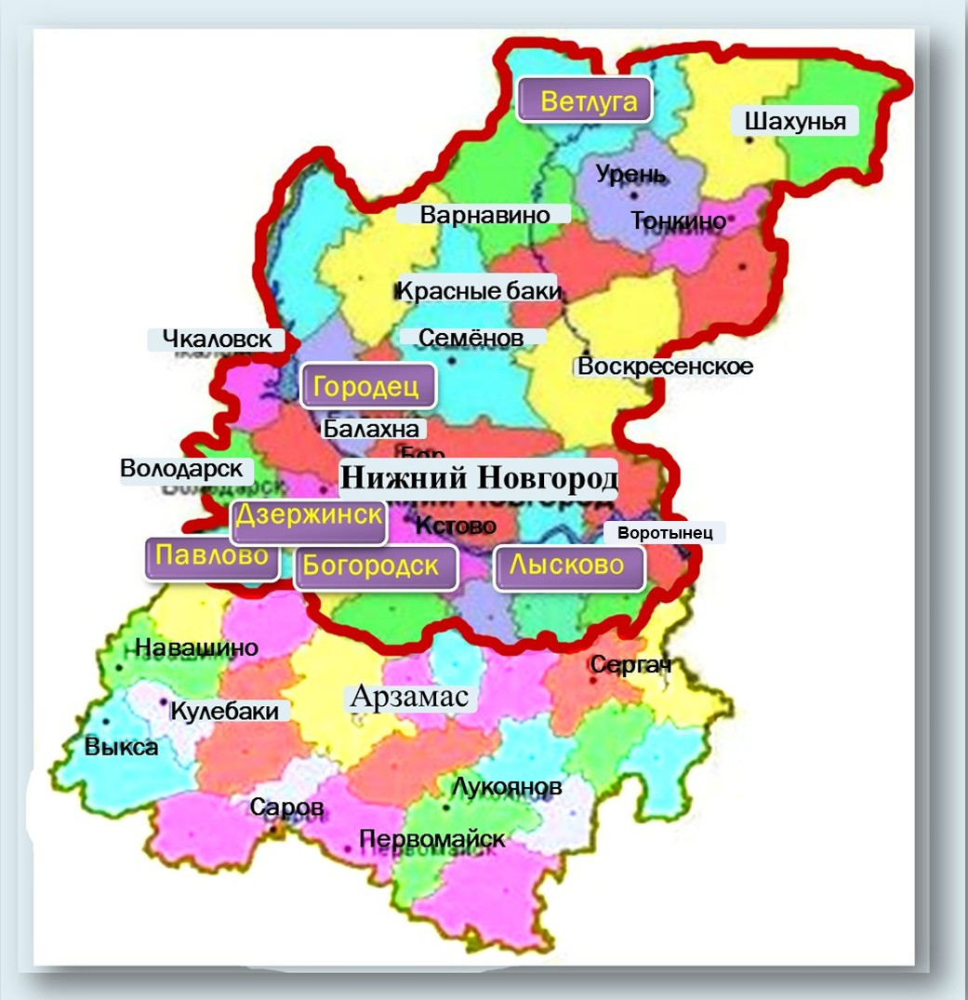 Ветлуга
Шахунья
Урень
Варнавино
Тонкино
Красные баки
Чкаловск
Семёнов
Воскресенское
Городец
Балахна
Бор
Володарск
Нижний Новгород
Дзержинск
Кстово
Воротынец
Павлово
Богородск
Лысково
Навашино
Сергач
Арзамас
Кулебаки
Выкса
Лукоянов
Саров
Первомайск